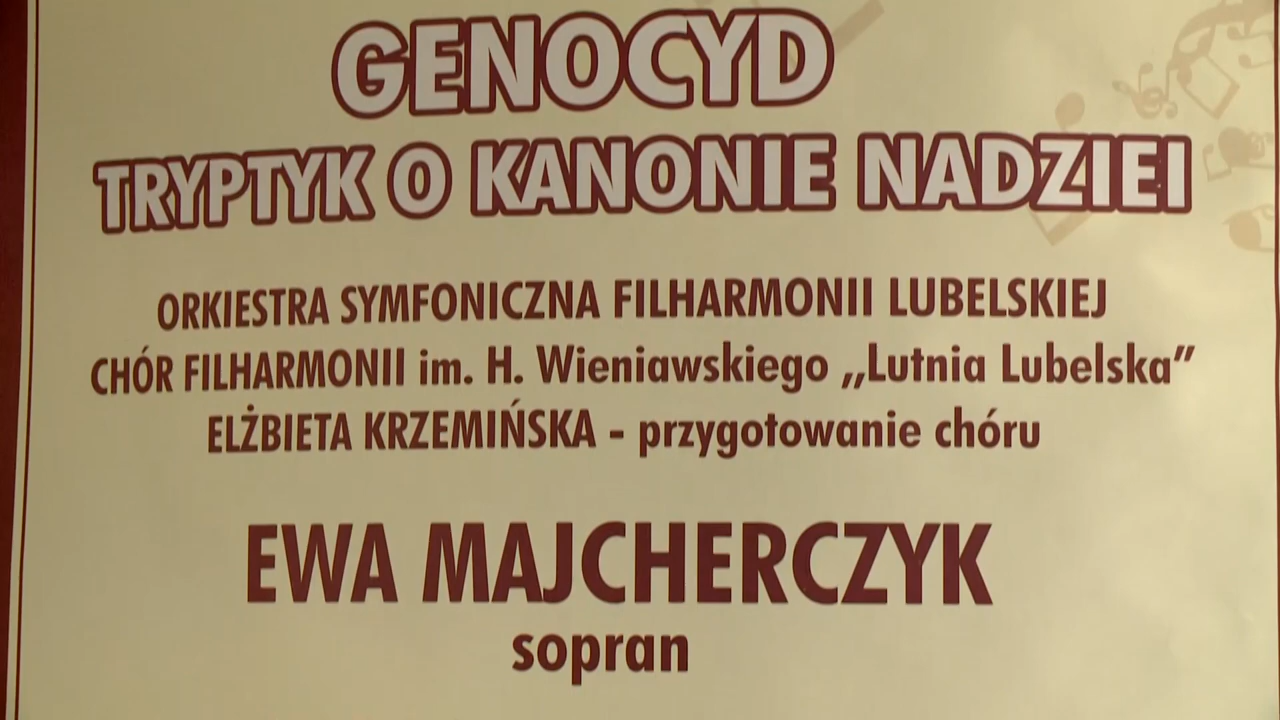 GENOCYD
TRYPTYK O KANONIE NADZIEI
ORKIESTRA SYMFONICZNA FILHARMONII LUBELSKIEJ
CHÓR FILHARMONII im. H. Wieniawskiego „Lutnia Lubelska”
ELŻBIETA KRZEMIŃSKA - przygotowanie chóru
EWA MAJCHERCZYK
sopran